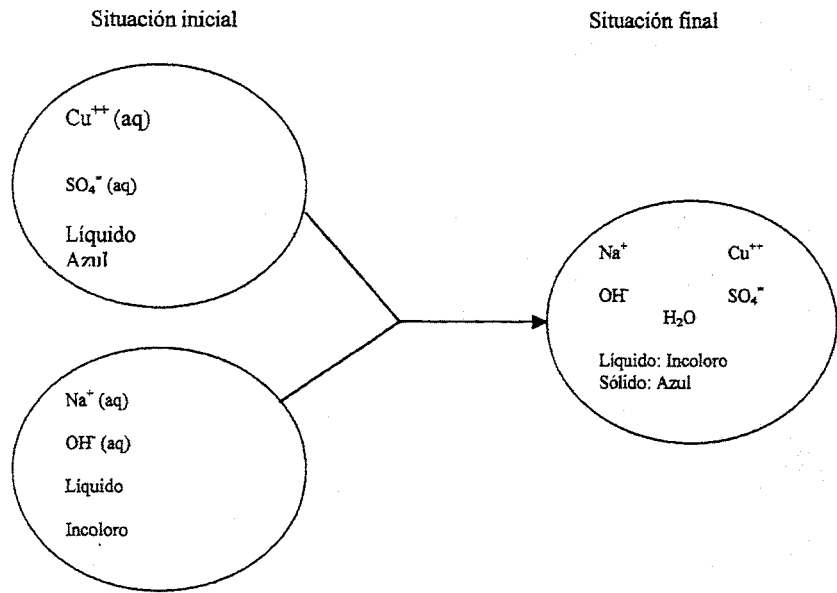 Situación inicial
Situación final
Cu⁺⁺ (aq)
SO₄⁼ (aq)
Líquido
Azul
Na⁺ (aq)
OH⁻ (aq)
Líquido
Incoloro
Na⁺ Cu⁺⁺
OH⁻ SO₄⁼
H₂O
Líquido: Incoloro
Sólido: Azul